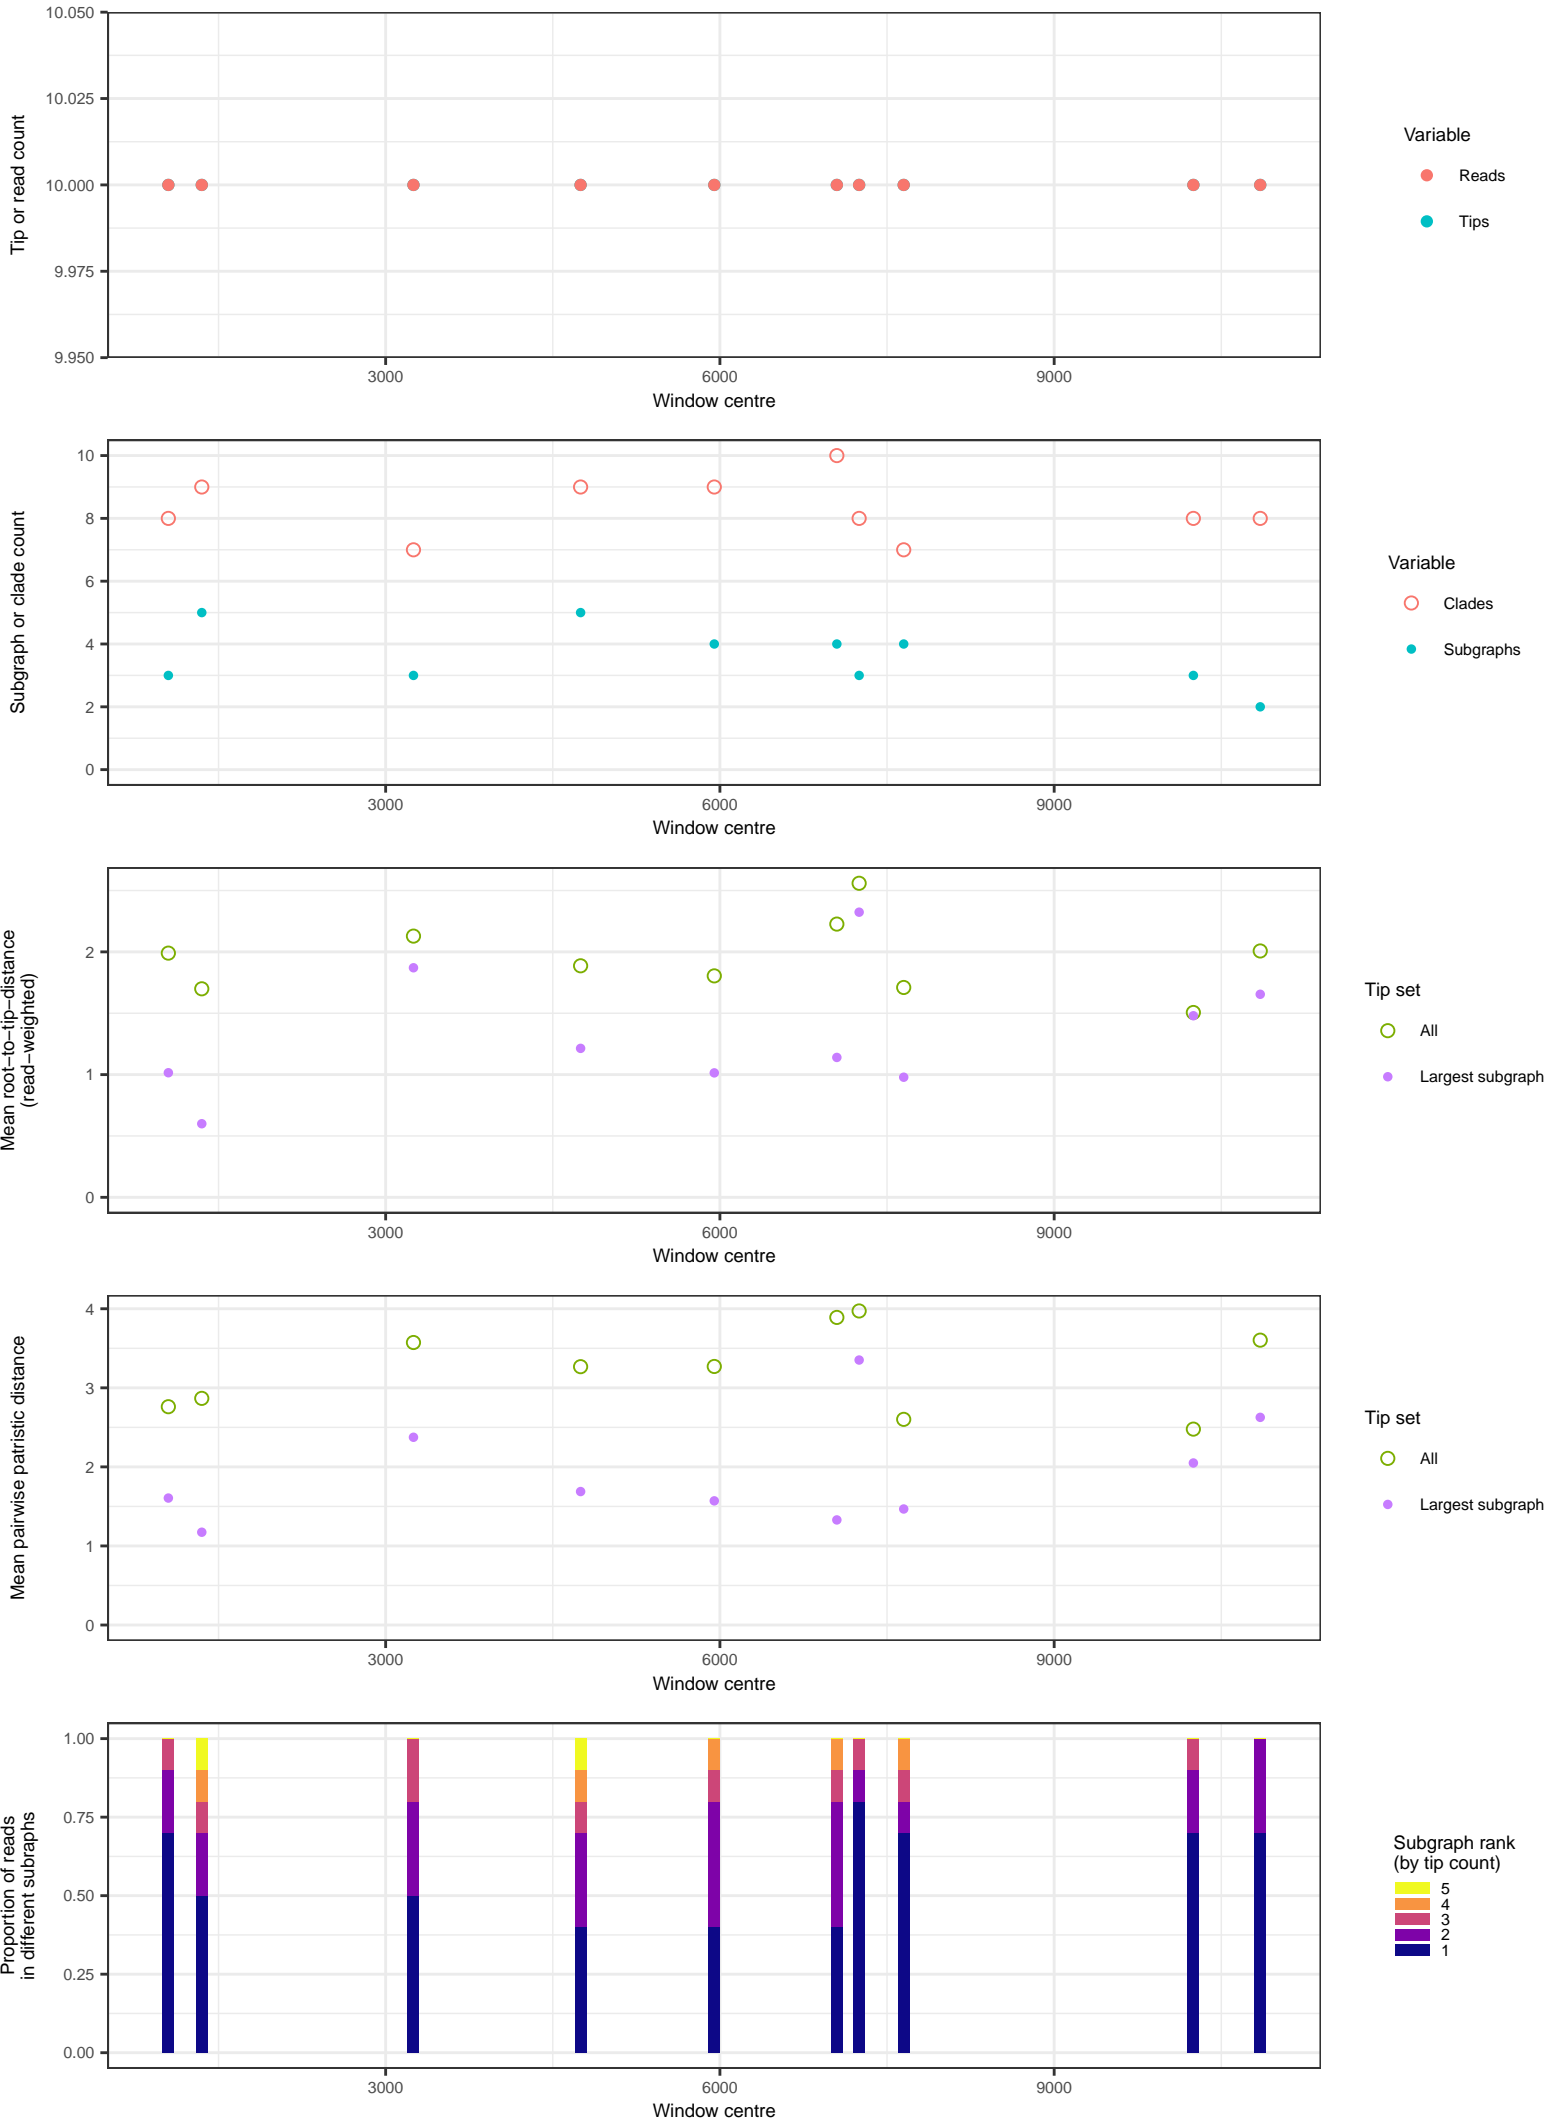 10.050
10.025
10.000
9.975
9.950
Tip or read count
3000 6000 9000
Window centre
Variable
Reads
Tips
10
8
6
4
2
0
Subgraph or clade count
3000 6000 9000
Window centre
Variable
Clades
Subgraphs
2
1
0
Mean root−to−tip−distance
(read−weighted)
3000 6000 9000
Window centre
Tip set
All
Largest subgraph
4
3
2
1
0
Mean pairwise patristic distance
3000 6000 9000
Window centre
Tip set
All
Largest subgraph
1.00
0.75
0.50
0.25
0.00
Proportion of reads
in different subraphs
3000 6000 9000
Window centre
Subgraph rank
(by tip count)
5
4
3
2
1